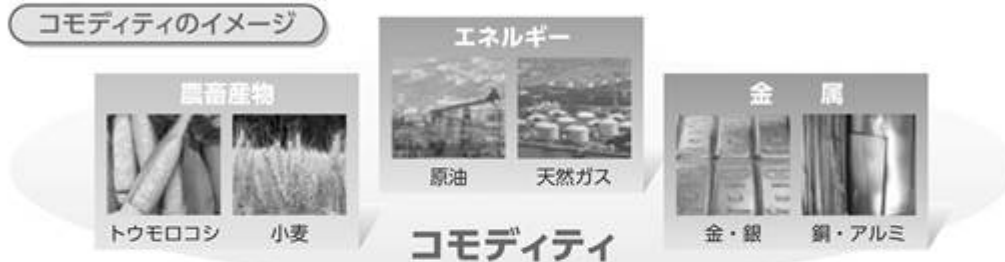 コモディティのイメージ
エネルギー
原油 天然ガス
農畜産物
トウモロコシ 小麦
金 属
金・銀 銅・アルミ
コモディティ